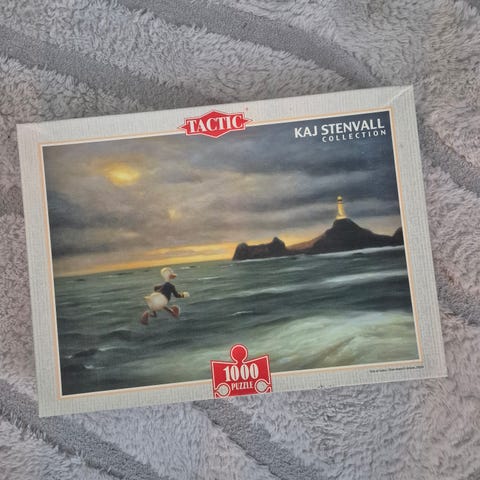 TACTIC
KAJ STENVALL
COLLECTION
1000
PUZZLE